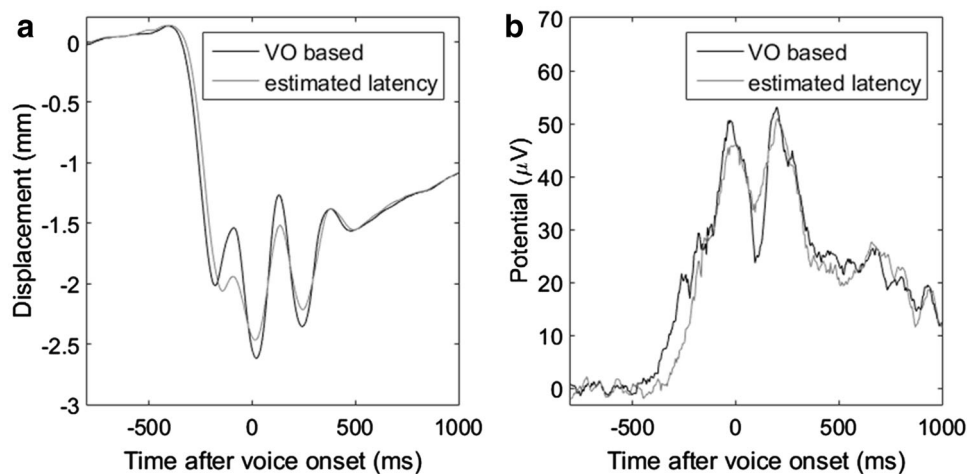 a
VO based
estimated latency
Displacement (mm)
0
-0.5
-1
-1.5
-2
-2.5
-3
-500
0
500
1000
Time after voice onset (ms)
b
VO based
estimated latency
Potential (μV)
70
60
50
40
30
20
10
0
-500
0
500
1000
Time after voice onset (ms)